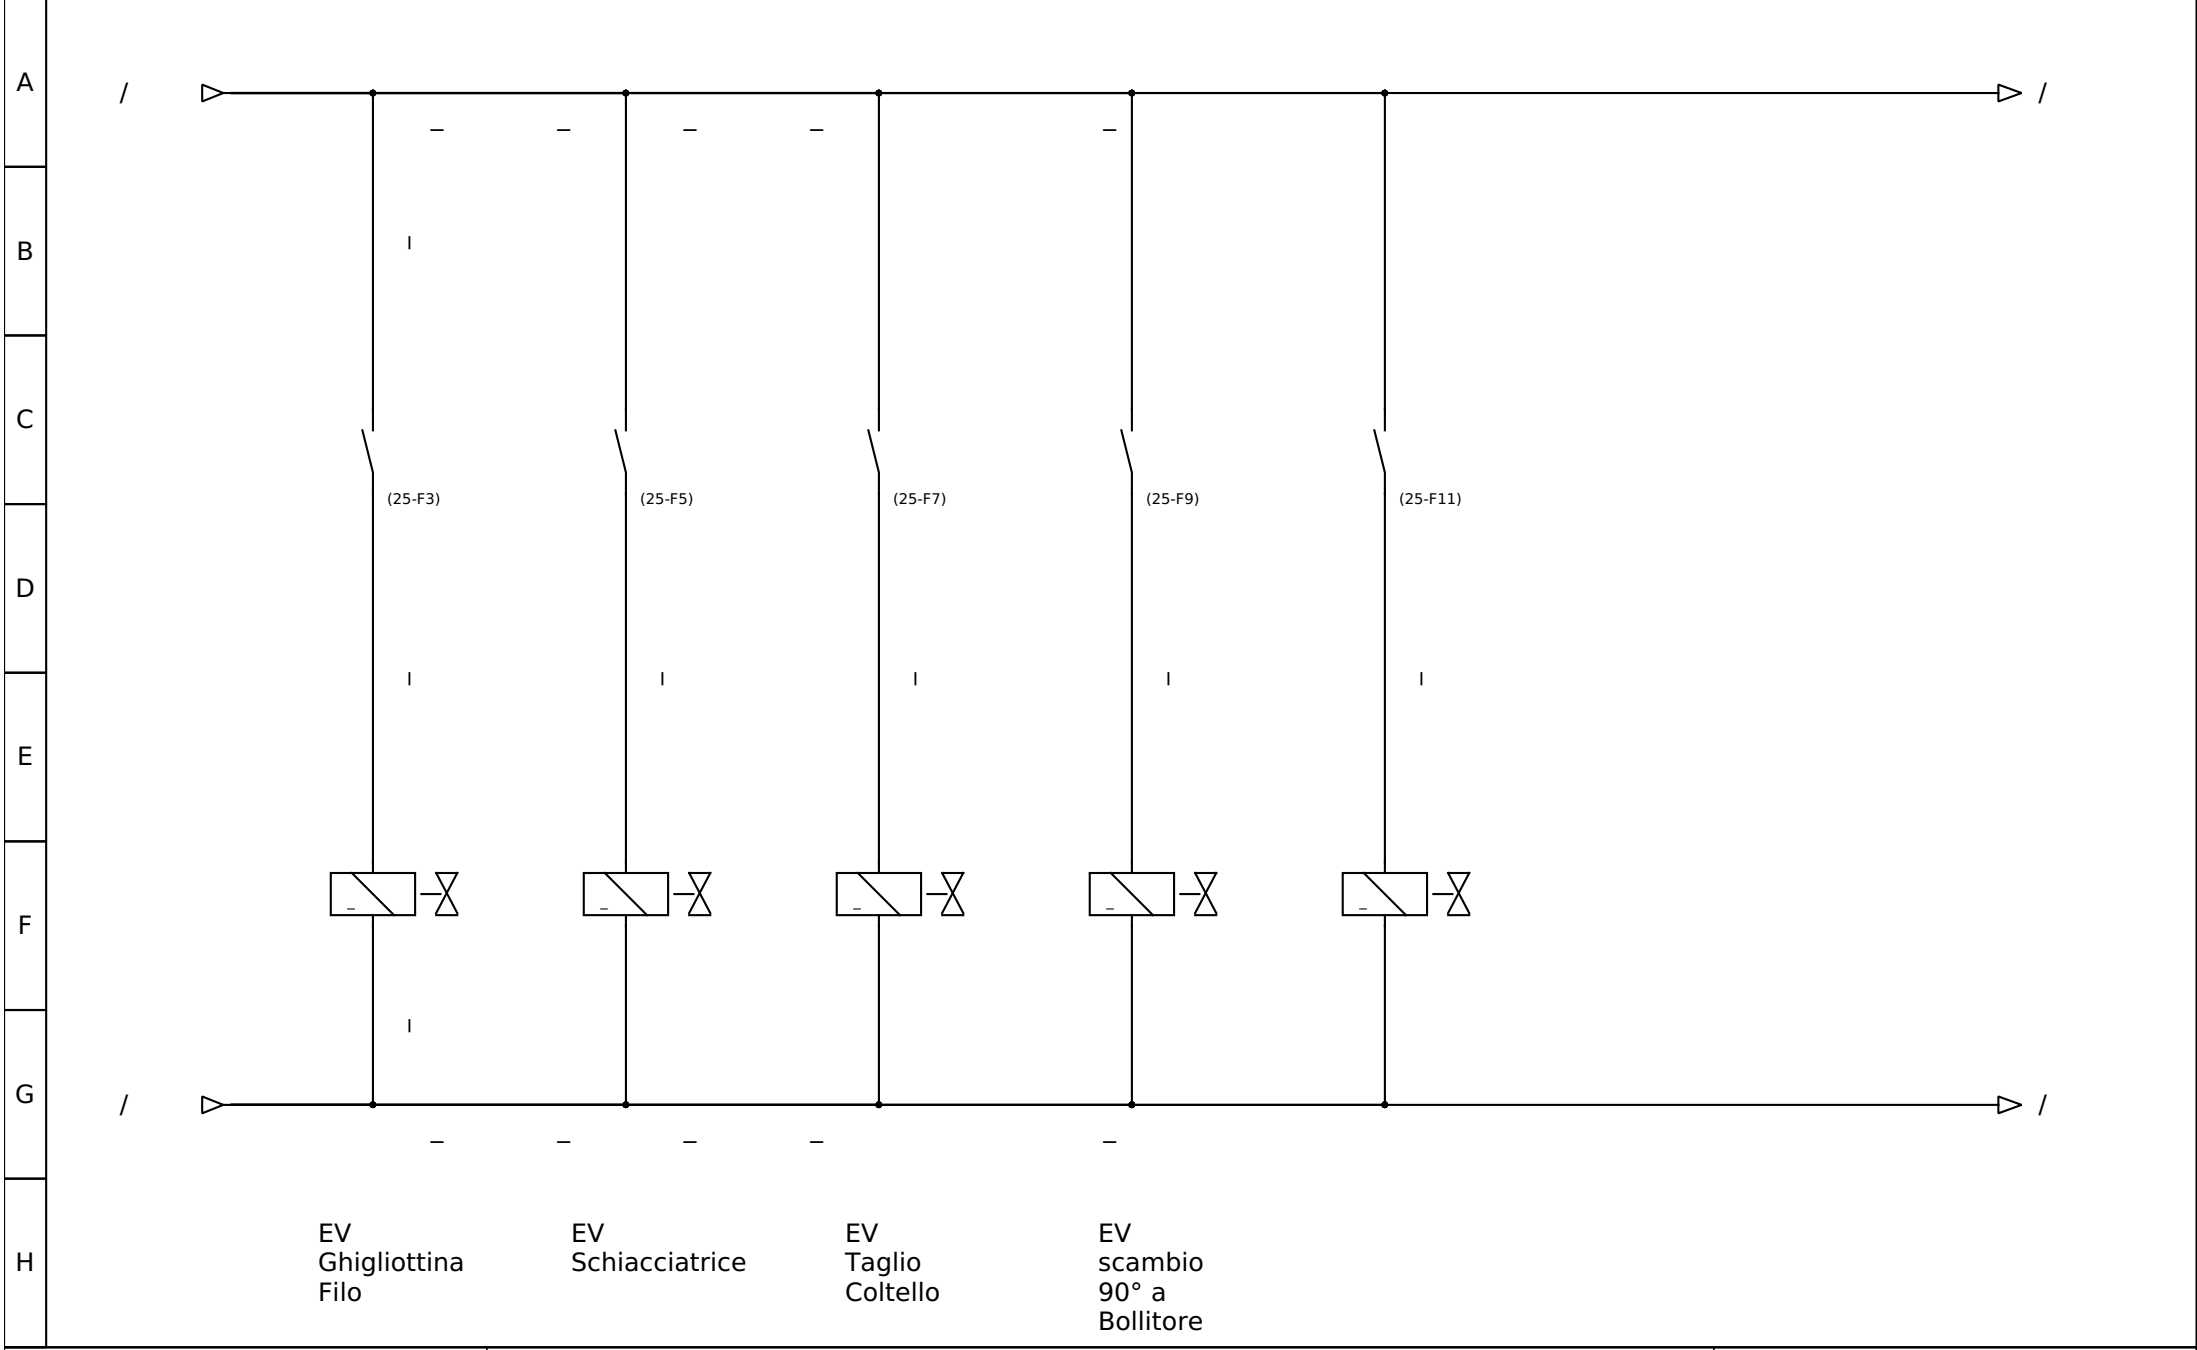 A
/
/
_
_
_
_
_
B
_
C
(25-F3)
(25-F5)
(25-F7)
(25-F9)
(25-F11)
D
_
_
_
_
_
E
_
_
_
_
_
F
_
G
/
/
_
_
_
_
_
H
EV
Ghigliottina
Filo
EV
Schiacciatrice
EV
Taglio
Coltello
EV
scambio
90° a
Bollitore